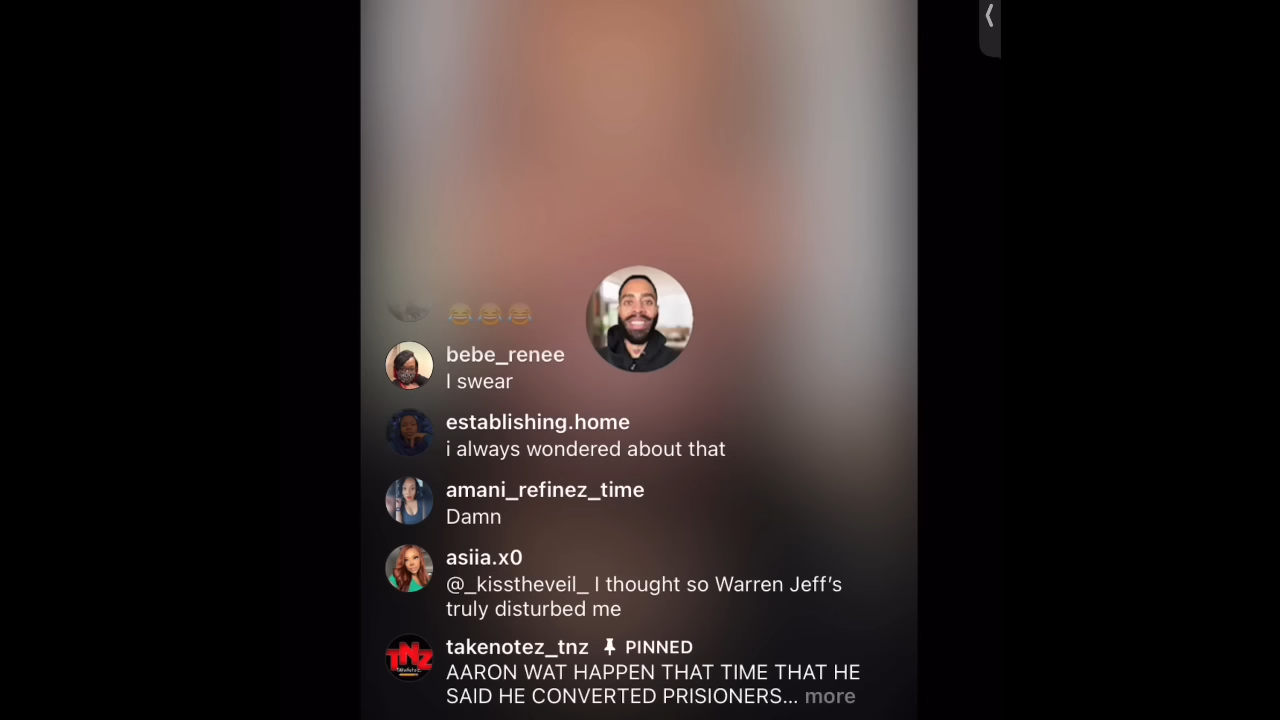 😂😂😂
bebe_renee
I swear
establishing.home
i always wondered about that
amani_refinez_time
Damn
asiia.x0
@_kisstheveil_ I thought so Warren Jeff’s
truly disturbed me
TNZ
takenotez_tnz PINNED
AARON WAT HAPPEN THAT TIME THAT HE
SAID HE CONVERTED PRISIONERS... more